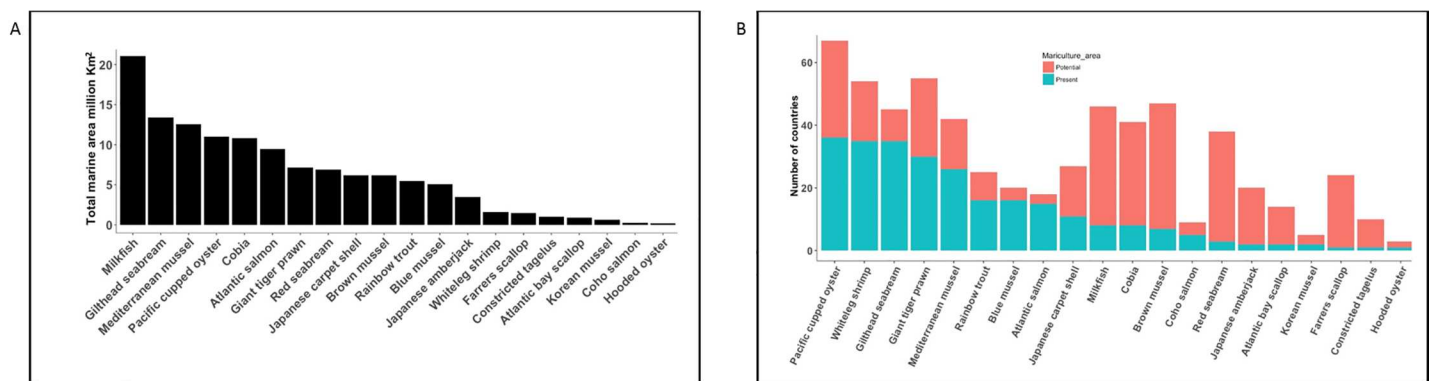 A
Total marine area million Km²
20
15
10
5
0
Milkfish
Gilthead seabream
Mediterranean mussel
Pacific cupped oyster
Cobia
Atlantic salmon
Giant tiger prawn
Red seabream
Japanese carpet shell
Brown mussel
Rainbow trout
Blue mussel
Japanese amberjack
Whiteleg shrimp
Farrers scallop
Constricted tagelus
Atlantic bay scallop
Korean mussel
Coho salmon
Hooded oyster
B
Number of countries
60
40
20
0
Mariculture_area
Potential
Present
Pacific cupped oyster
Whiteleg shrimp
Gilthead seabream
Giant tiger prawn
Mediterranean mussel
Rainbow trout
Blue mussel
Atlantic salmon
Japanese carpet shell
Milkfish
Cobia
Brown mussel
Coho salmon
Red seabream
Japanese amberjack
Atlantic bay scallop
Korean mussel
Farrers scallop
Constricted tagelus
Hooded oyster